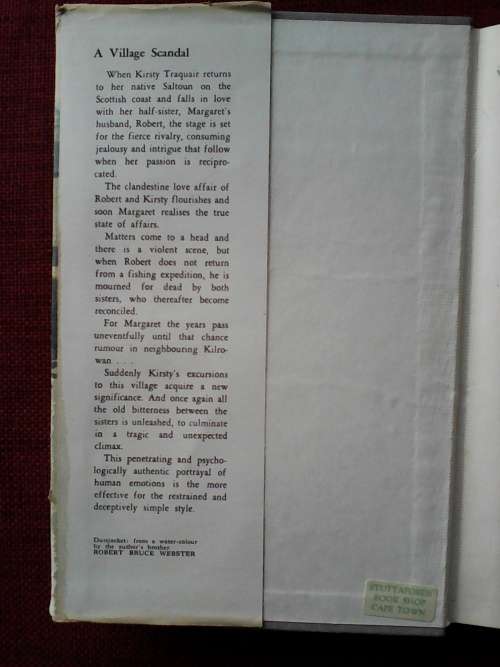 A Village Scandal
When Kirsty Traquair returns
to her native Saltoun on the
Scottish coast and falls in love
with her half-sister, Margaret's
husband, Robert, the stage is set
for the fierce rivalry, consuming
jealousy and intrigue that follow
when her passion is recipro-
cated.
The clandestine love affair of
Robert and Kirsty flourishes and
soon Margaret realises the true
state of affairs.
Matters come to a head and
there is a violent scene, but
when Robert does not return
from a fishing expedition, he is
mourned for dead by both
sisters, who thereafter become
reconciled.
For Margaret the years pass
uneventfully until that chance
rumour in neighbouring Kilro-
wan . . .
Suddenly Kirsty's excursions
to this village acquire a new
significance. And once again all
the old bitterness between the
sisters is unleashed, to culminate
in a tragic and unexpected
climax.
This penetrating and psycho-
logically authentic portrayal of
human emotions is the more
effective for the restrained and
deceptively simple style.
Dustjacket: from a water-colour
by the author's brother
ROBERT BRUCE WEBSTER
STUTTAFORDS
BOOK SHOP
CAPE TOWN